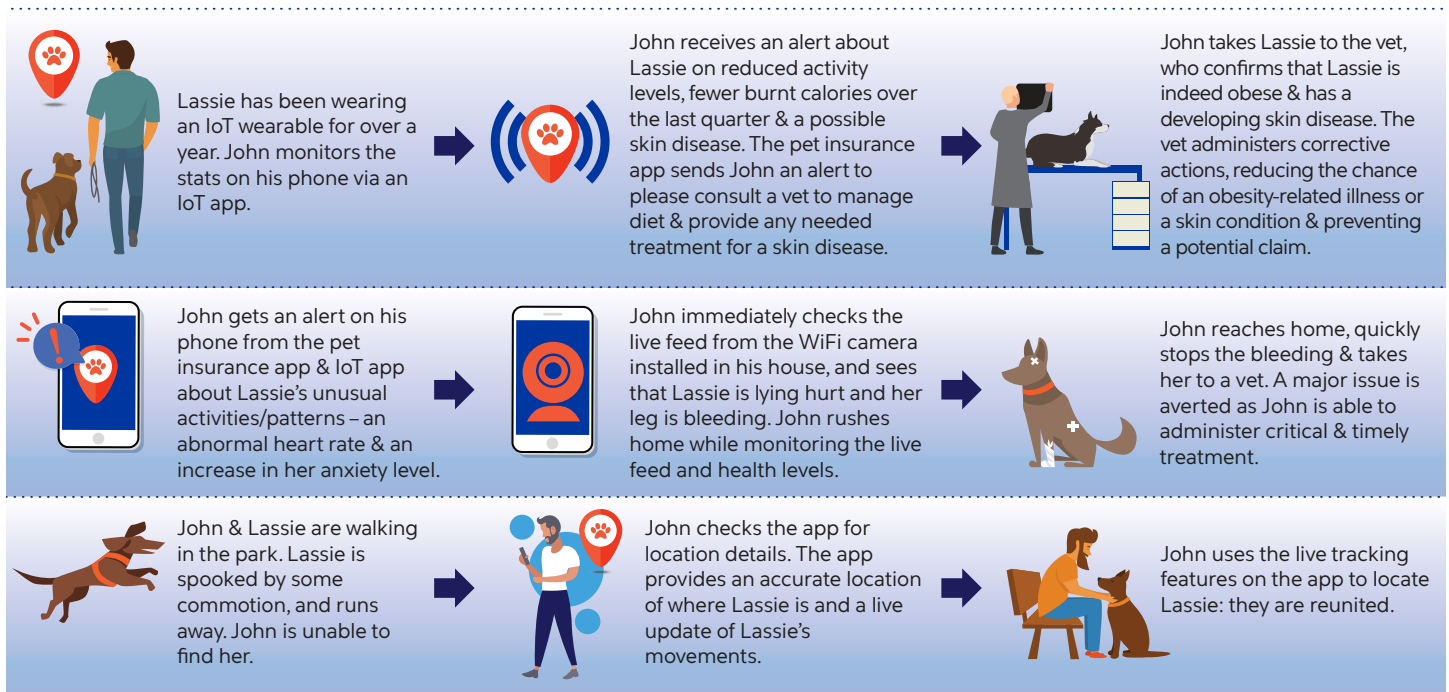 Lassie has been wearing
an IoT wearable for over a
year. John monitors the
stats on his phone via an
IoT app.
John receives an alert about
Lassie on reduced activity
levels, fewer burnt calories over
the last quarter & a possible
skin disease. The pet insurance
app sends John an alert to
please consult a vet to manage
diet & provide any needed
treatment for a skin disease.
John takes Lassie to the vet,
who confirms that Lassie is
indeed obese & has a
developing skin disease. The
vet administers corrective
actions, reducing the chance
of an obesity-related illness or
a skin condition & preventing
a potential claim.
John gets an alert on his
phone from the pet
insurance app & IoT app
about Lassie's unusual
activities/patterns – an
abnormal heart rate & an
increase in her anxiety level.
John immediately checks the
live feed from the WiFi camera
installed in his house, and sees
that Lassie is lying hurt and her
leg is bleeding. John rushes
home while monitoring the live
feed and health levels.
John reaches home, quickly
stops the bleeding & takes
her to a vet. A major issue is
averted as John is able to
administer critical & timely
treatment.
John & Lassie are walking
in the park. Lassie is
spooked by some
commotion, and runs
away. John is unable to
find her.
John checks the app for
location details. The app
provides an accurate location
of where Lassie is and a live
update of Lassie's
movements.
John uses the live tracking
features on the app to locate
Lassie: they are reunited.